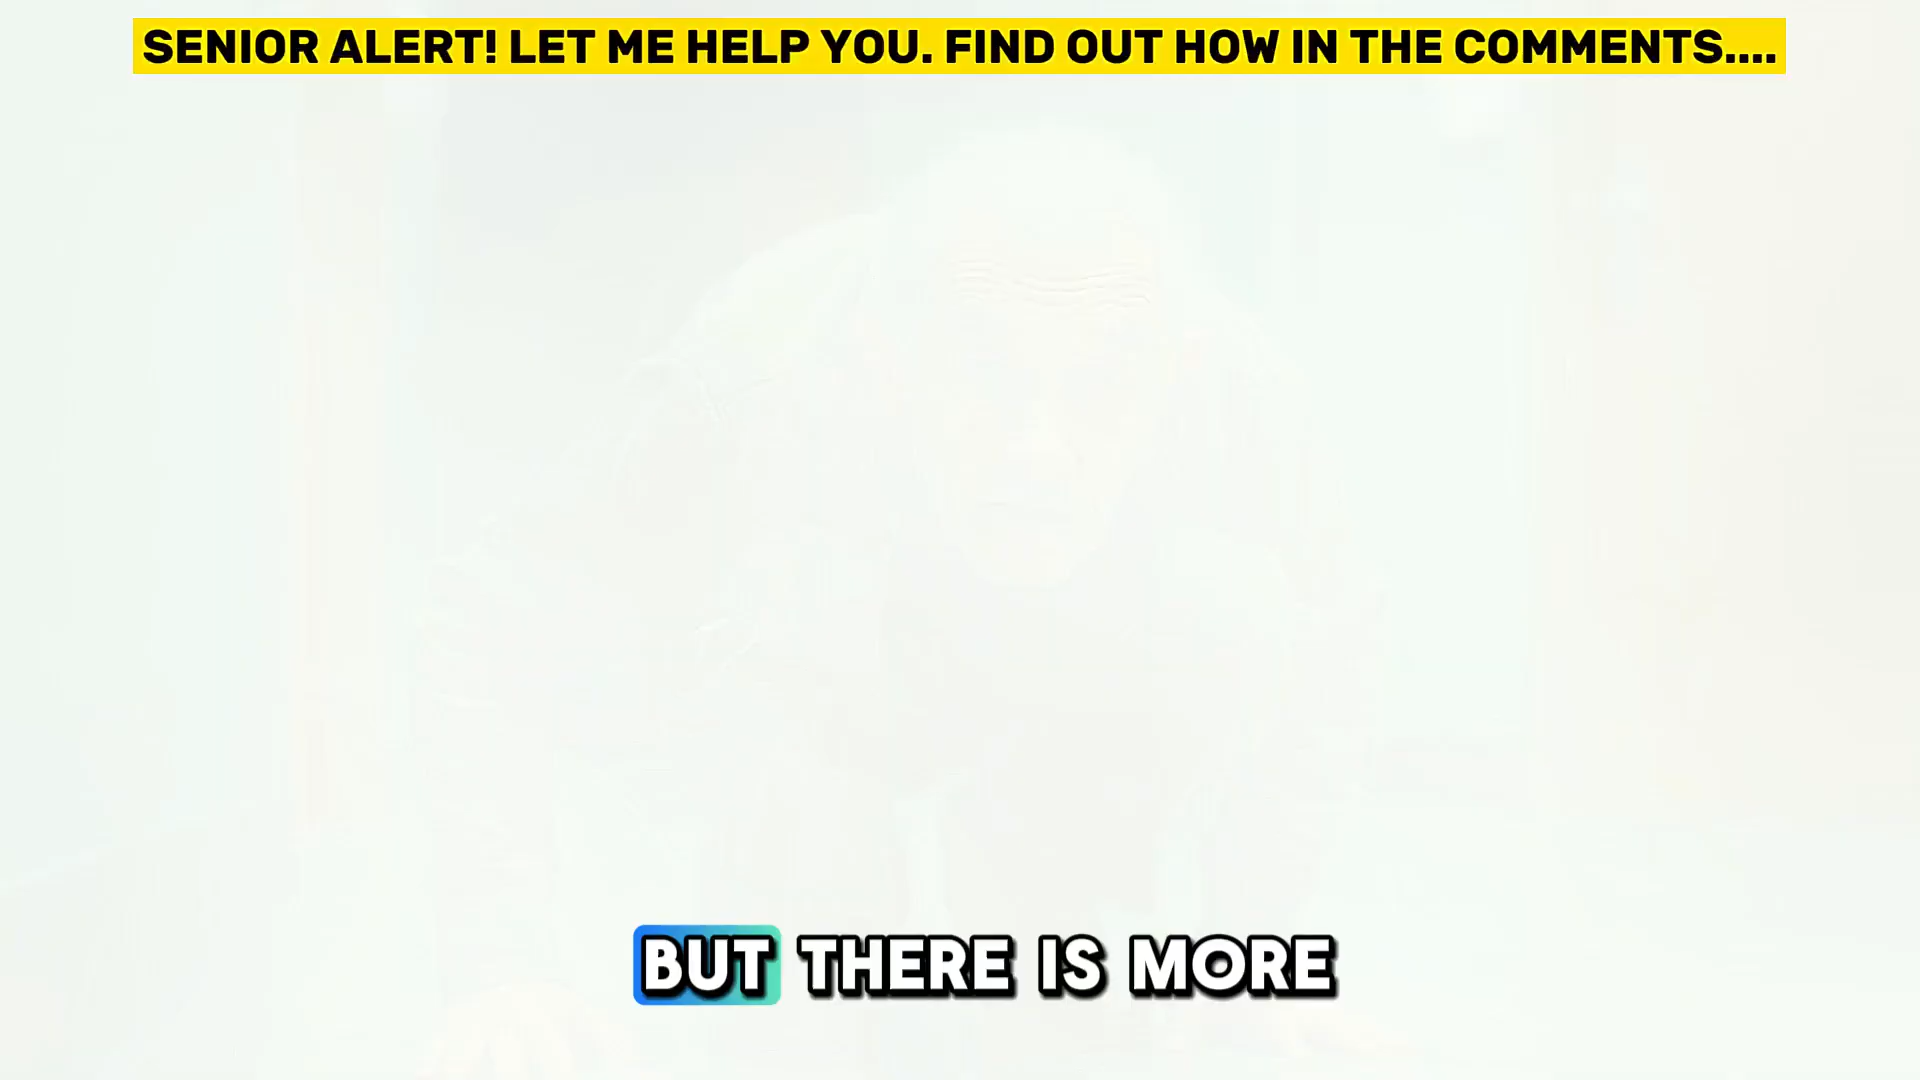 SENIOR ALERT! LET ME HELP YOU. FIND OUT HOW IN THE COMMENTS....
BUT THERE IS MORE